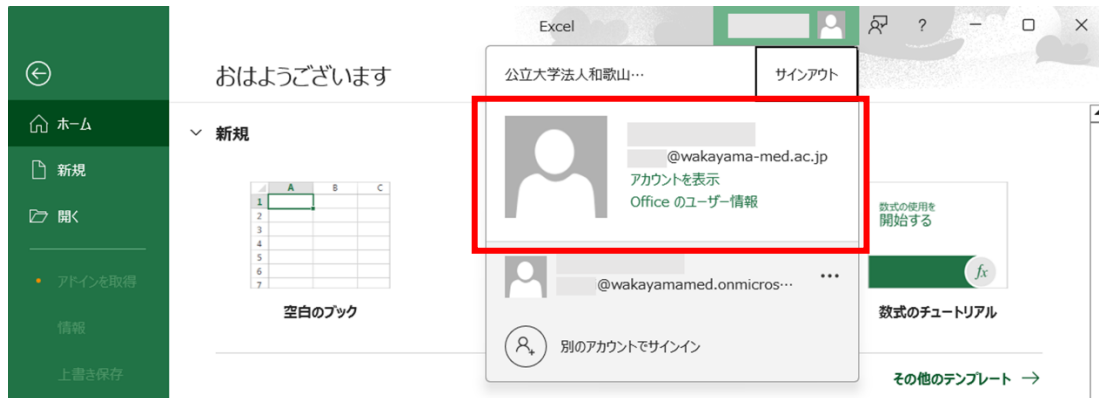 Excel
?
おはようございます
ホーム
新規
開く
アドインを取得
情報
上書き保存
新規
A B C
1
2
3
4
5
6
7
空白のブック
公立大学法人和歌山…
サインアウト
@wakayama-med.ac.jp
アカウントを表示
Office のユーザー情報
@wakayamamed.onmicros…
別のアカウントでサインイン
数式の使用を
開始する
fx
数式のチュートリアル
その他のテンプレート